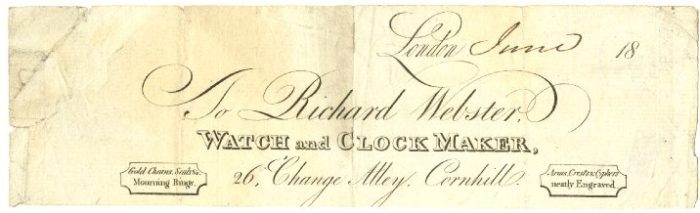 London June 18
To Richard Webster,
WATCH and CLOCK MAKER,
26, Change Alley, Cornhill.
Gold Chains, Seals &c.
Mourning Rings.
Arms, Crests & Cyphers
neatly Engraved.